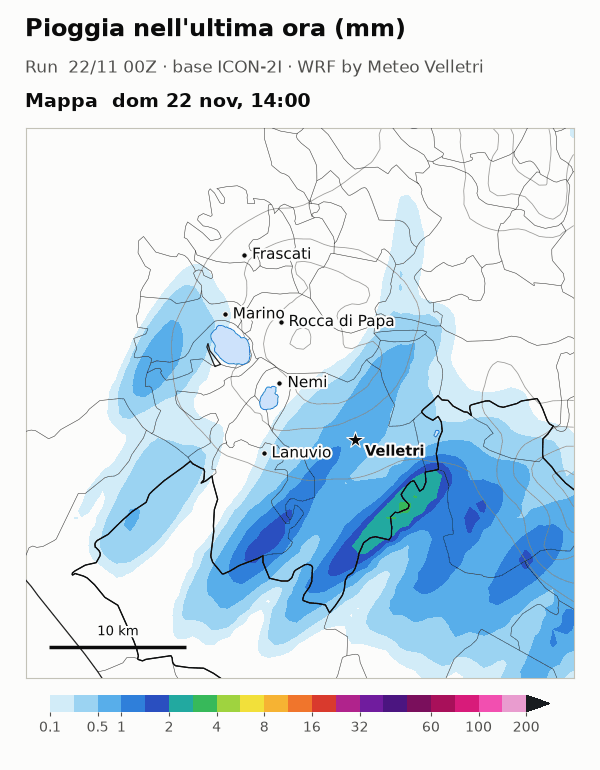 Pioggia nell'ultima ora (mm)
Run  22/11 00Z · base ICON-2I · WRF by Meteo Velletri
Mappa  dom 22 nov, 14:00
Frascati
Marino
Rocca di Papa
Nemi
Velletri
Lanuvio
10 km
0.1 0.5 1 2 4 8 16 32 60 100 200